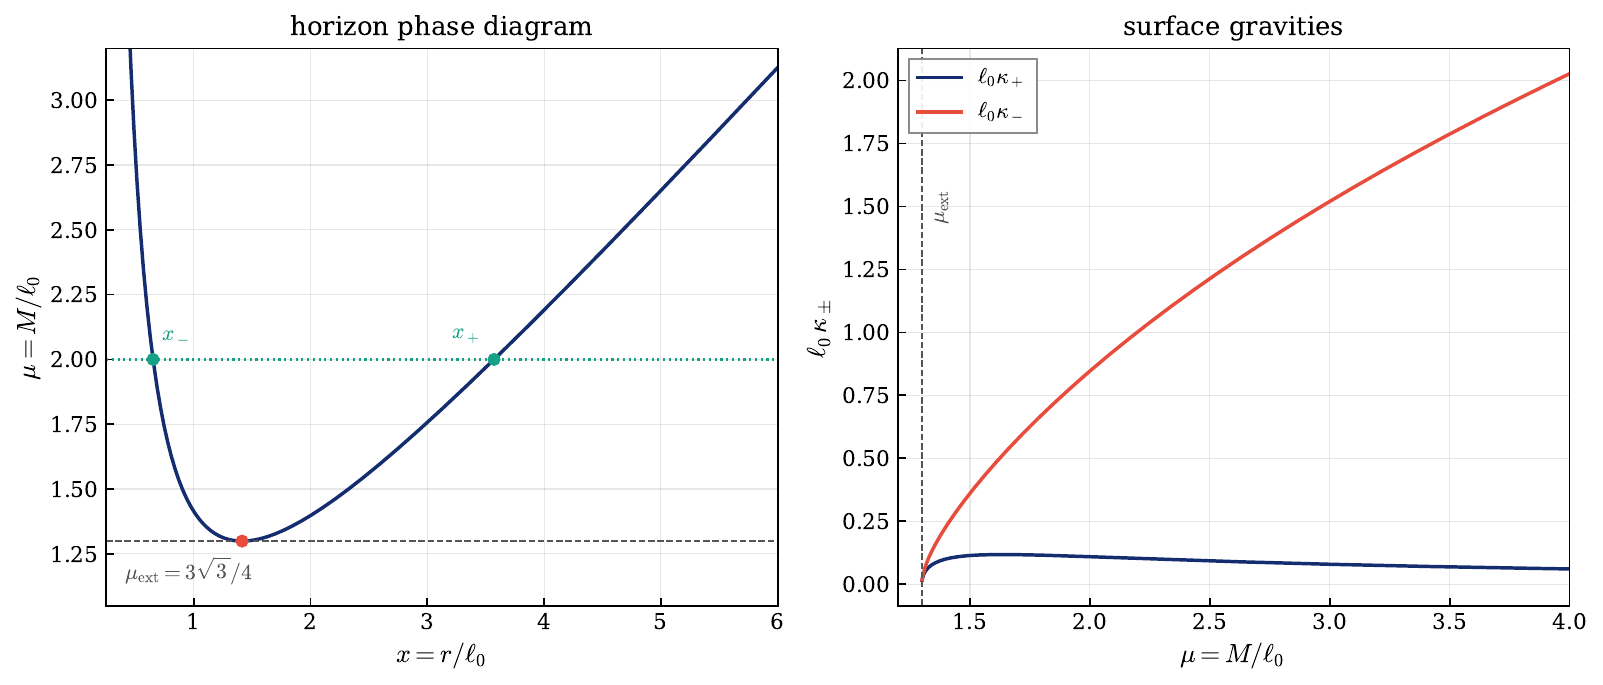 horizon phase diagram
μ = M/ℓ₀
3.00
2.75
2.50
2.25
2.00
1.75
1.50
1.25
x₋
x₊
μ_ext = 3√3/4
1
2
3
4
5
6
x = r/ℓ₀
surface gravities
ℓ₀κ₊
ℓ₀κ₋
μ_ext
ℓ₀κ±
2.00
1.75
1.50
1.25
1.00
0.75
0.50
0.25
0.00
1.5
2.0
2.5
3.0
3.5
4.0
μ = M/ℓ₀